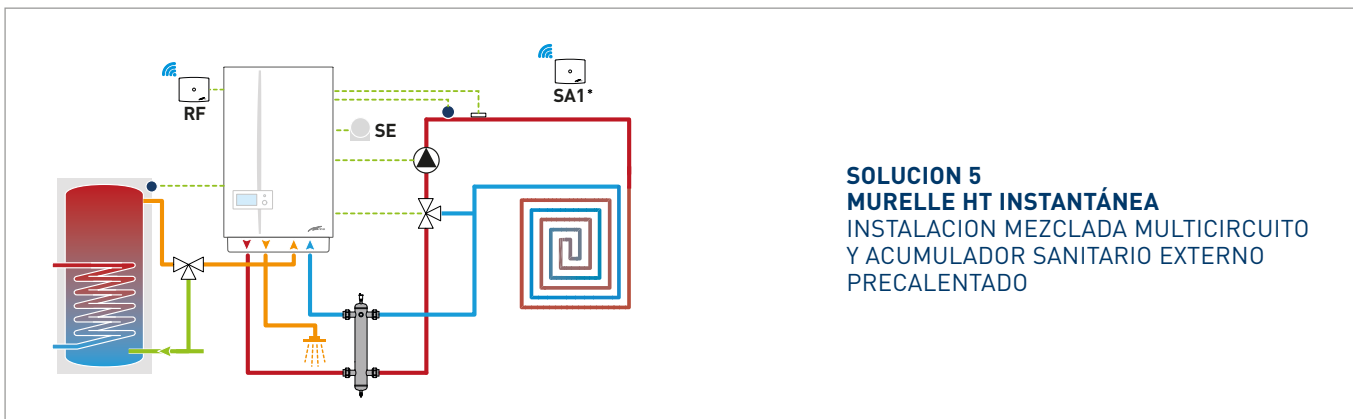 RF
SE
SA1*
SOLUCION 5
MURELLE HT INSTANTÁNEA
INSTALACION MEZCLADA MULTICIRCUITO
Y ACUMULADOR SANITARIO EXTERNO
PRECALENTADO